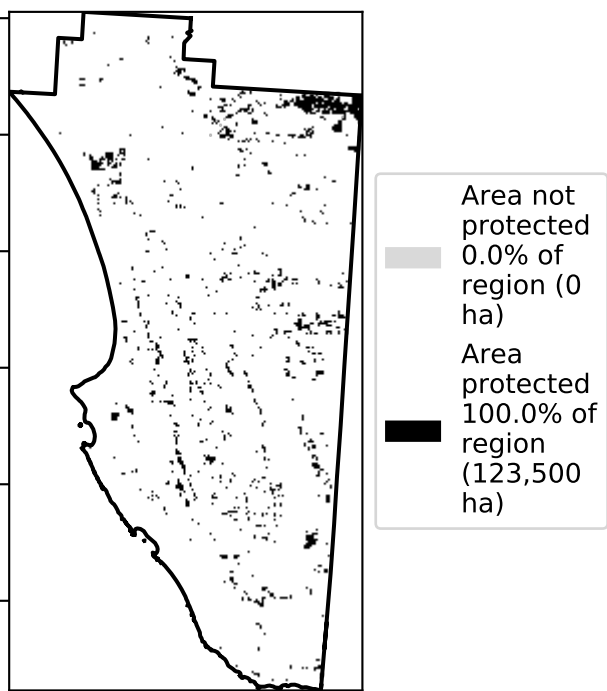 Area not
protected
0.0% of
region (0
ha)
Area
protected
100.0% of
region
(123,500
ha)